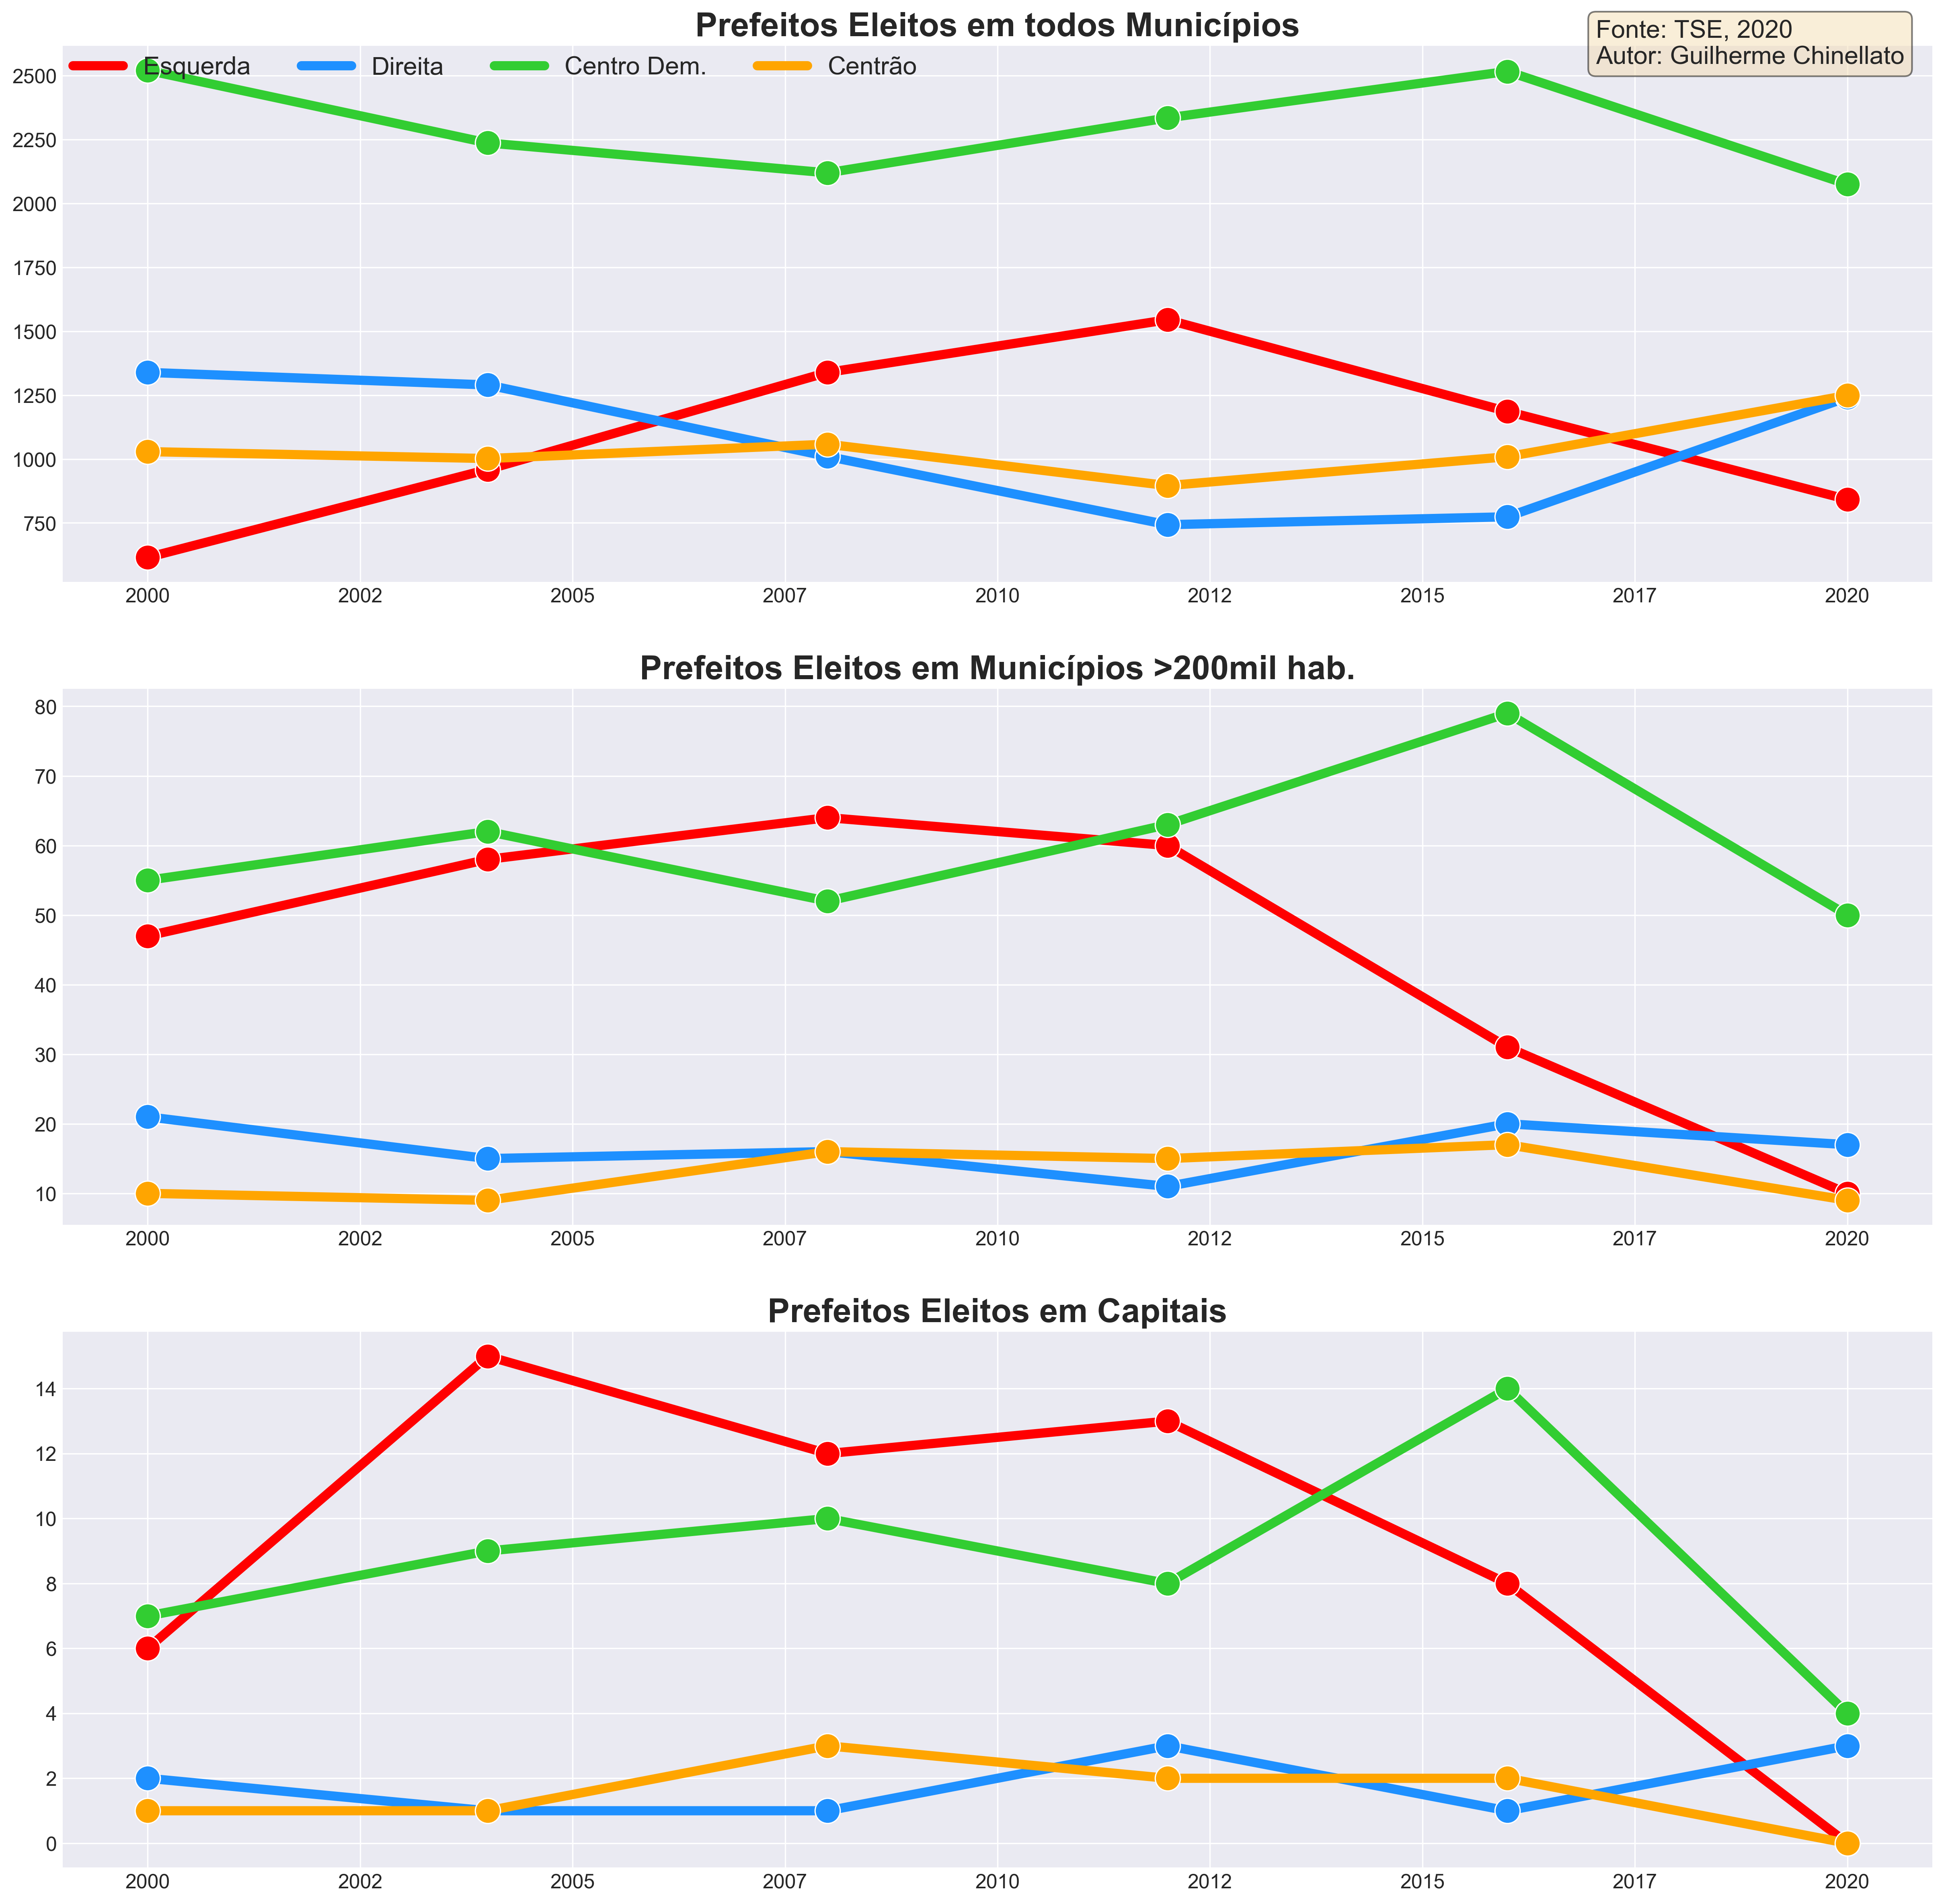 Prefeitos Eleitos em todos Municípios
Fonte: TSE, 2020
Autor: Guilherme Chinellato
Esquerda Direita Centro Dem. Centrão
2500
2250
2000
1750
1500
1250
1000
750
2000 2002 2005 2007 2010 2012 2015 2017 2020
Prefeitos Eleitos em Municípios >200mil hab.
80
70
60
50
40
30
20
10
2000 2002 2005 2007 2010 2012 2015 2017 2020
Prefeitos Eleitos em Capitais
14
12
10
8
6
4
2
0
2000 2002 2005 2007 2010 2012 2015 2017 2020